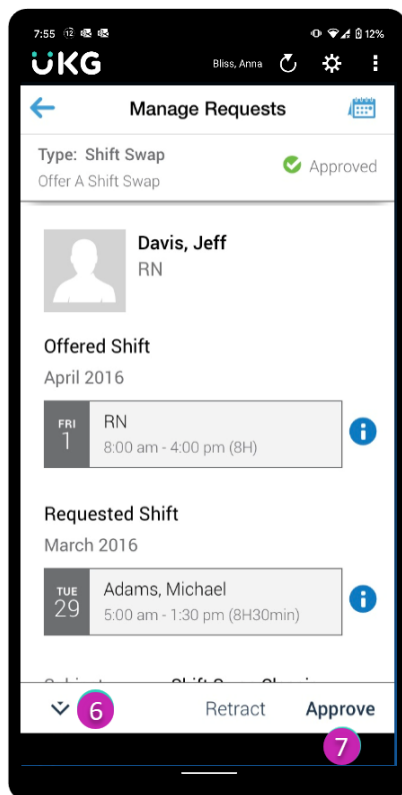 7:55 12 12%
UKG Bliss, Anna
Manage Requests
Type: Shift Swap
Approved
Offer A Shift Swap
Davis, Jeff
RN
Offered Shift
April 2016
FRI
1
RN
8:00 am - 4:00 pm (8H)
Requested Shift
March 2016
TUE
29
Adams, Michael
5:00 am - 1:30 pm (8H30min)
6 Retract Approve
7